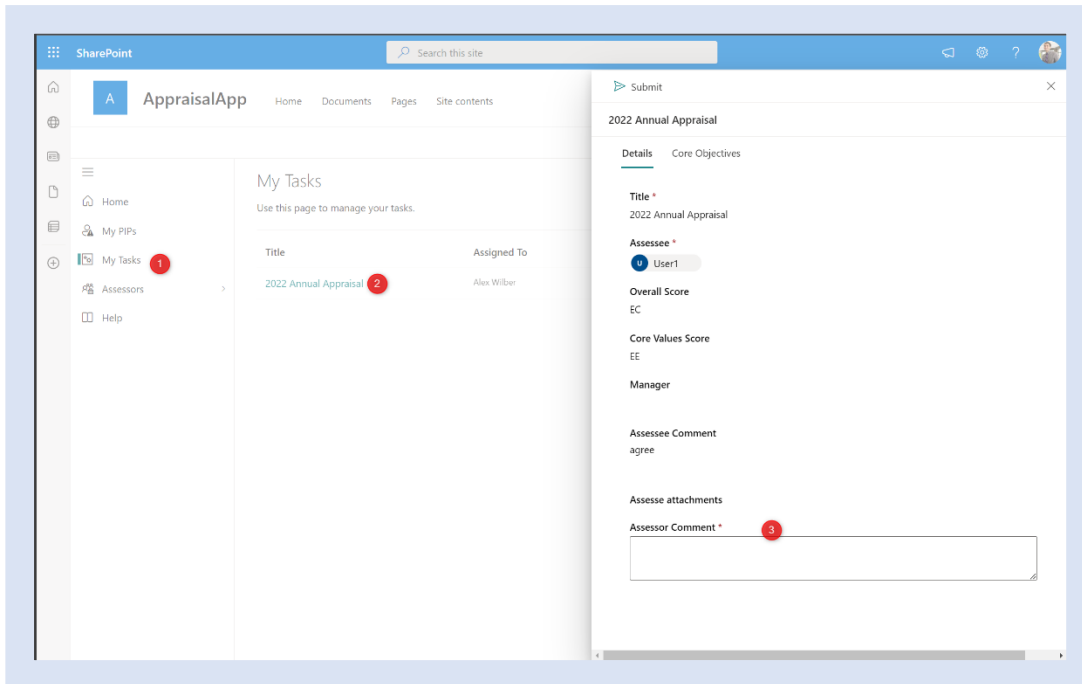 SharePoint
Search this site
?
A
AppraisalApp
Home
Documents
Pages
Site contents
Home
My PIPs
My Tasks
1
Assessors
Help
My Tasks
Use this page to manage your tasks.
Title
Assigned To
2022 Annual Appraisal
2
Alex Wilber
Submit
2022 Annual Appraisal
Details
Core Objectives
Title *
2022 Annual Appraisal
Assessee *
U
User1
Overall Score
EC
Core Values Score
EE
Manager
Assessee Comment
agree
Assesse attachments
Assessor Comment *
3